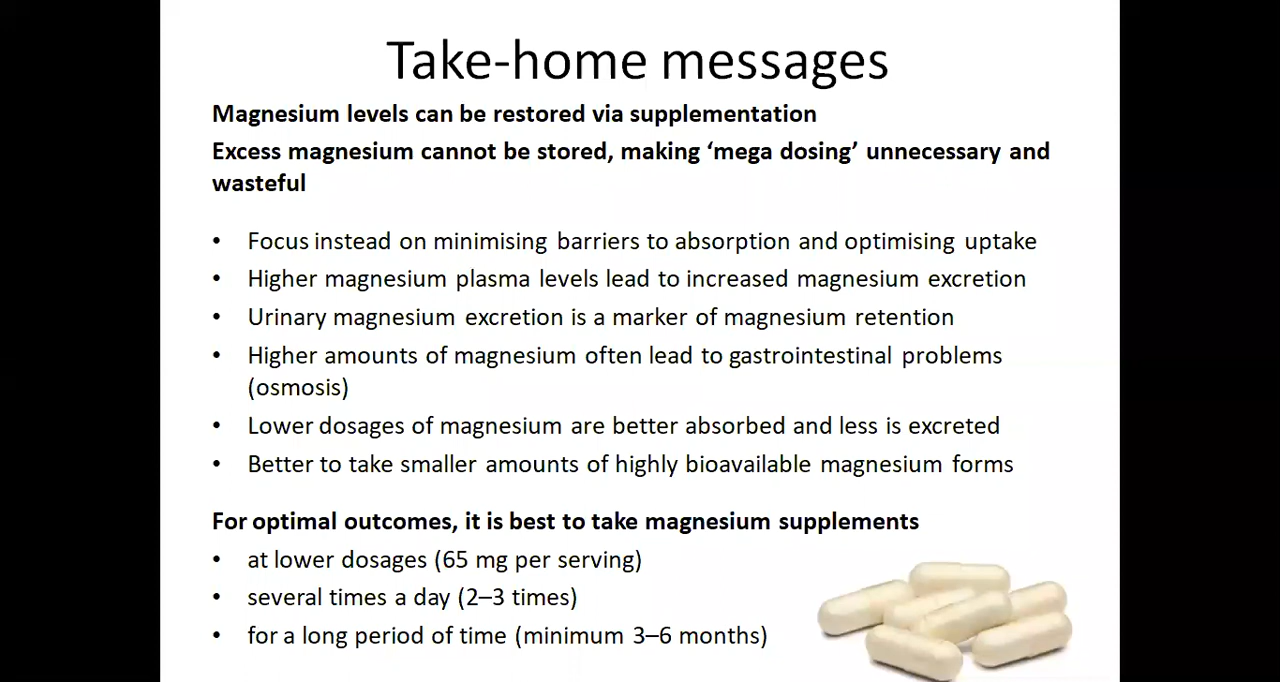 Take-home messages
Magnesium levels can be restored via supplementation
Excess magnesium cannot be stored, making ‘mega dosing’ unnecessary and
wasteful
• Focus instead on minimising barriers to absorption and optimising uptake
• Higher magnesium plasma levels lead to increased magnesium excretion
• Urinary magnesium excretion is a marker of magnesium retention
• Higher amounts of magnesium often lead to gastrointestinal problems
(osmosis)
• Lower dosages of magnesium are better absorbed and less is excreted
• Better to take smaller amounts of highly bioavailable magnesium forms
For optimal outcomes, it is best to take magnesium supplements
• at lower dosages (65 mg per serving)
• several times a day (2–3 times)
• for a long period of time (minimum 3–6 months)